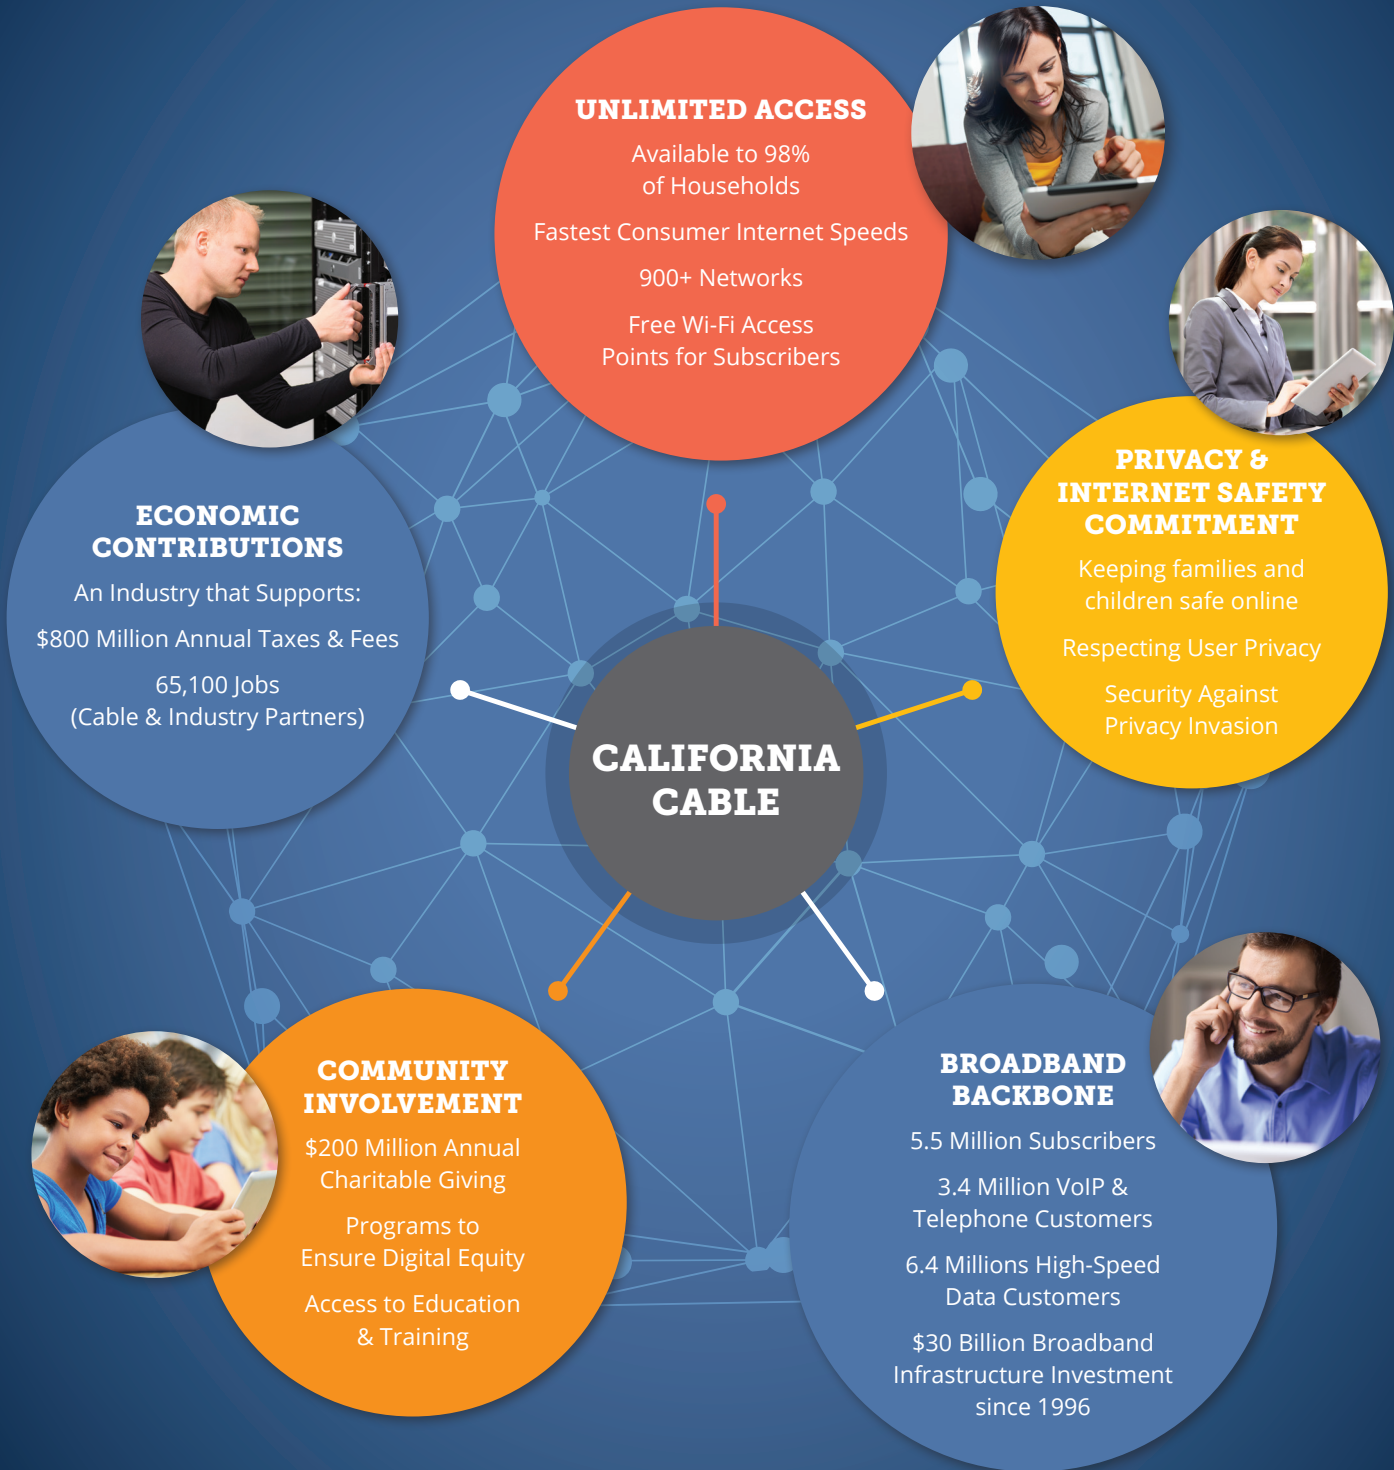 UNLIMITED ACCESS
Available to 98%
of Households
Fastest Consumer Internet Speeds
900+ Networks
Free Wi-Fi Access
Points for Subscribers
PRIVACY &
INTERNET SAFETY
COMMITMENT
Keeping families and
children safe online
Respecting User Privacy
Security Against
Privacy Invasion
ECONOMIC
CONTRIBUTIONS
An Industry that Supports:
$800 Million Annual Taxes & Fees
65,100 Jobs
(Cable & Industry Partners)
CALIFORNIA
CABLE
COMMUNITY
INVOLVEMENT
$200 Million Annual
Charitable Giving
Programs to
Ensure Digital Equity
Access to Education
& Training
BROADBAND
BACKBONE
5.5 Million Subscribers
3.4 Million VoIP &
Telephone Customers
6.4 Millions High-Speed
Data Customers
$30 Billion Broadband
Infrastructure Investment
since 1996